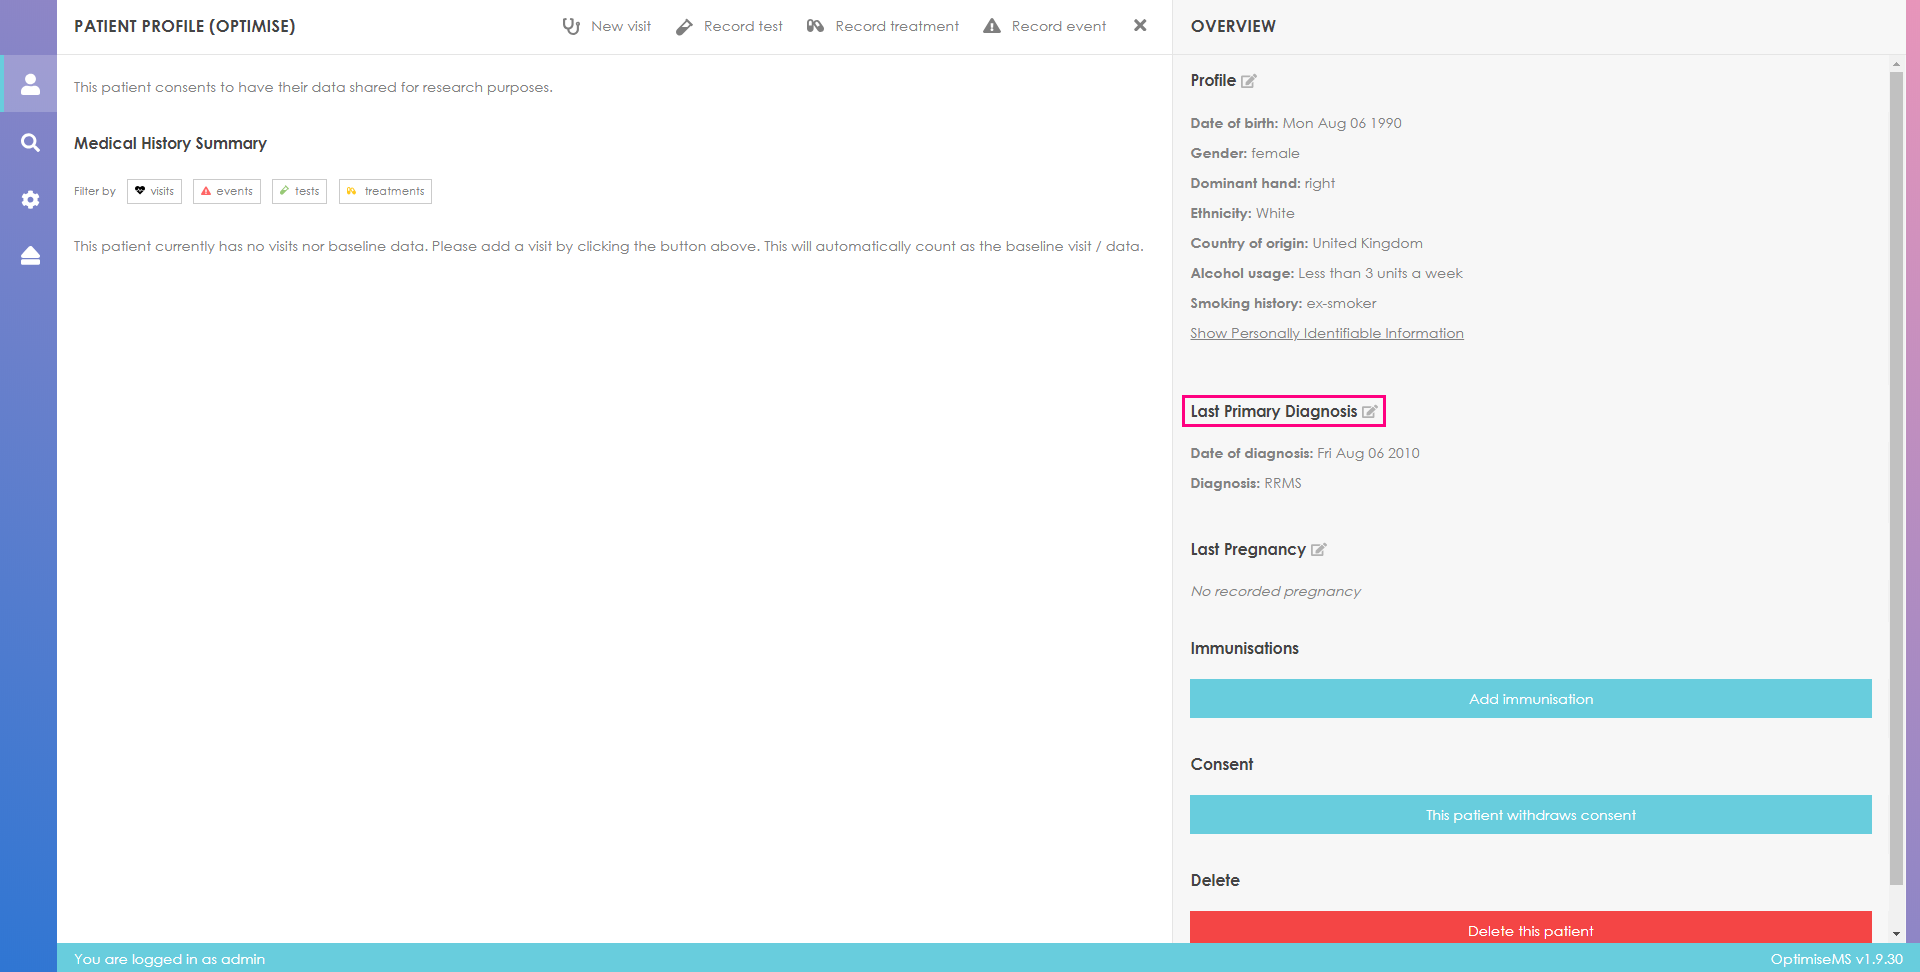 PATIENT PROFILE (OPTIMISE)
New visit
Record test
Record treatment
Record event
This patient consents to have their data shared for research purposes.
Medical History Summary
Filter by
visits
events
tests
treatments
This patient currently has no visits nor baseline data. Please add a visit by clicking the button above. This will automatically count as the baseline visit / data.
OVERVIEW
Profile
Date of birth: Mon Aug 06 1990
Gender: female
Dominant hand: right
Ethnicity: White
Country of origin: United Kingdom
Alcohol usage: Less than 3 units a week
Smoking history: ex-smoker
Show Personally Identifiable Information
Last Primary Diagnosis
Date of diagnosis: Fri Aug 06 2010
Diagnosis: RRMS
Last Pregnancy
No recorded pregnancy
Immunisations
Add immunisation
Consent
This patient withdraws consent
Delete
Delete this patient
You are logged in as admin
OptimiseMS v1.9.30